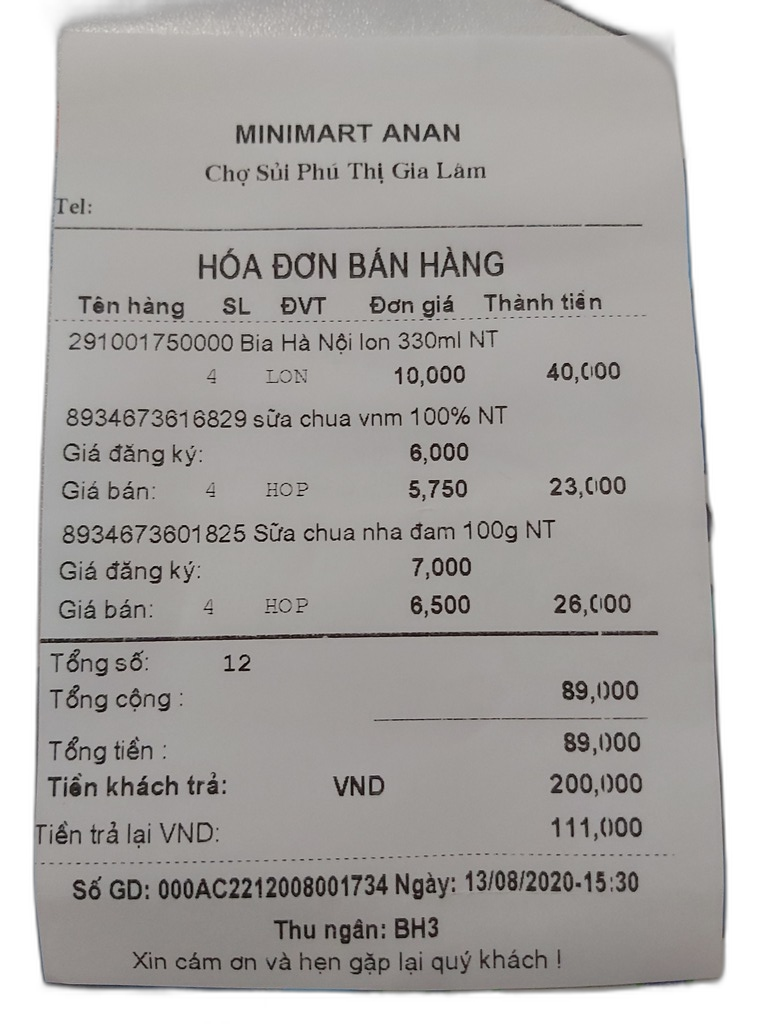 MINIMART ANAN
Chợ Sủi Phú Thị Gia Lâm
Tel:
HÓA ĐƠN BÁN HÀNG
Tên hàng SL ĐVT Đơn giá Thành tiền
291001750000 Bia Hà Nội lon 330ml NT
4 LON 10,000 40,000
8934673616829 sữa chua vnm 100% NT
Giá đăng ký: 6,000
Giá bán: 4 HOP 5,750 23,000
8934673601825 Sữa chua nha đam 100g NT
Giá đăng ký: 7,000
Giá bán: 4 HOP 6,500 26,000
Tổng số: 12
Tổng cộng : 89,000
Tổng tiền : 89,000
Tiền khách trả: VND 200,000
Tiền trả lại VND: 111,000
Số GD: 000AC2212008001734 Ngày: 13/08/2020-15:30
Thu ngân: BH3
Xin cám ơn và hẹn gặp lại quý khách !